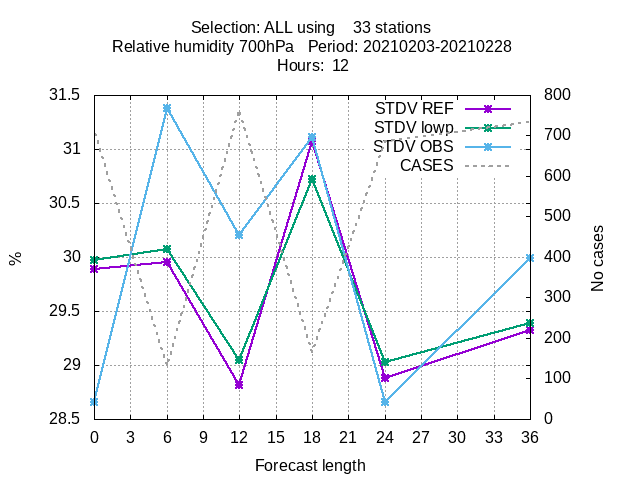 Selection: ALL using    33 stations
Relative humidity 700hPa   Period: 20210203-20210228
Hours:  12
31.5
31
30.5
30
29.5
29
28.5
%
800
700
600
500
400
300
200
100
0
No cases
STDV REF
STDV lowp
STDV OBS
CASES
0 3 6 9 12 15 18 21 24 27 30 33 36
Forecast length